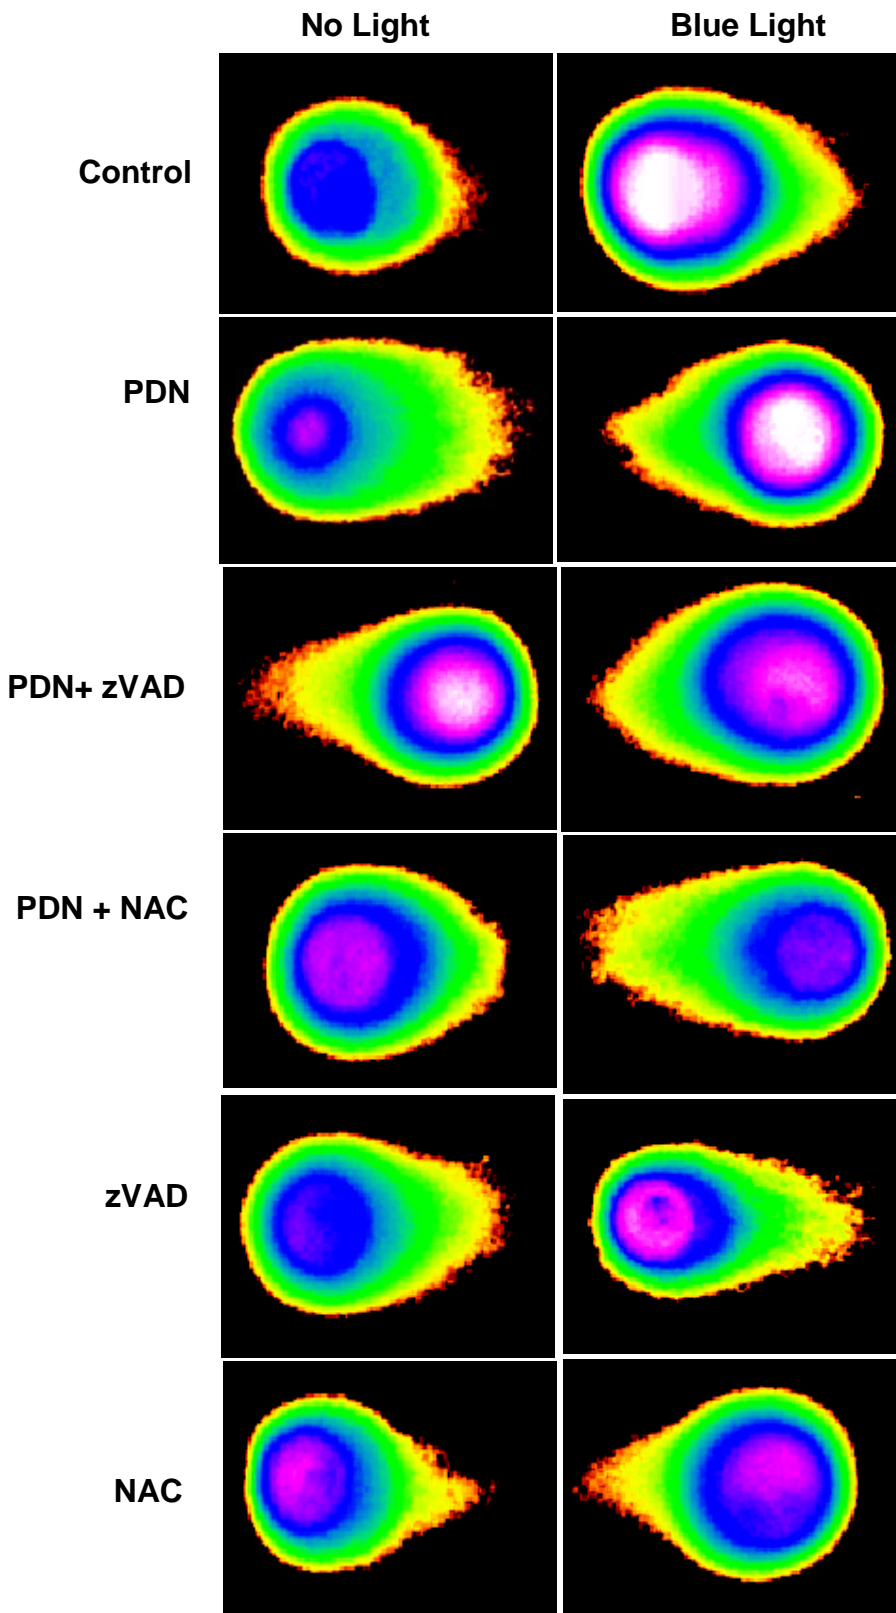 No Light Blue Light
Control
PDN
PDN+ zVAD
PDN + NAC
zVAD
NAC